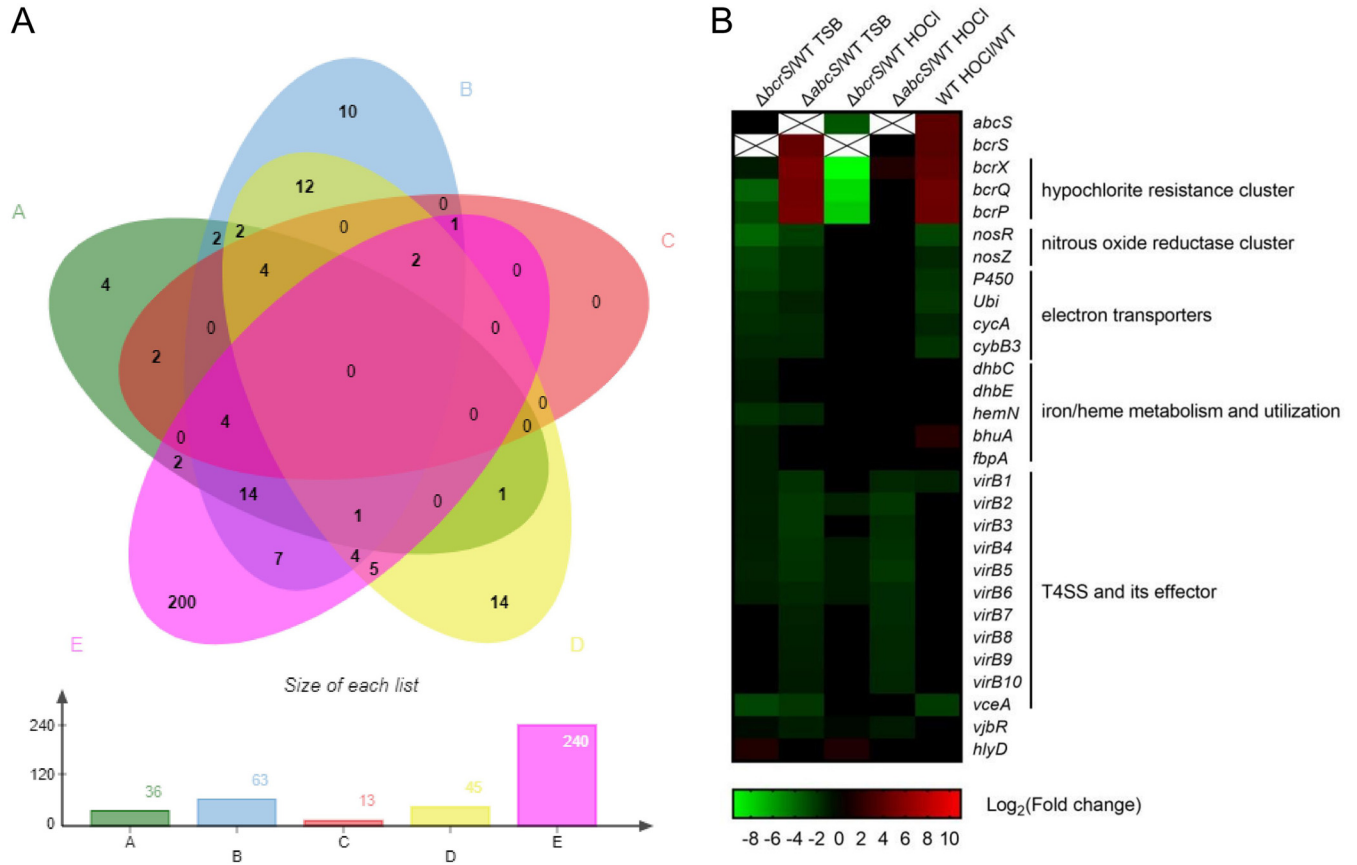 A
B
A
B
C
D
E
10
12
0
0
1
2
2
4
2
0
0
4
0
0
2
0
0
0
0
4
0
0
2
14
0
1
1
7
4
5
200
14
Size of each list
240
120
0
36
63
13
45
240
A
B
C
D
E
ΔbcrS/WT TSB
ΔabcS/WT TSB
ΔbcrS/WT HOCl
ΔabcS/WT HOCl
WT HOCl/WT
abcS
bcrS
bcrX
bcrQ
bcrP
nosR
nosZ
P450
Ubi
cycA
cybB3
dhbC
dhbE
hemN
bhuA
fbpA
virB1
virB2
virB3
virB4
virB5
virB6
virB7
virB8
virB9
virB10
vceA
vjbR
hlyD
hypochlorite resistance cluster
nitrous oxide reductase cluster
electron transporters
iron/heme metabolism and utilization
T4SS and its effector
-8 -6 -4 -2 0 2 4 6 8 10
Log2(Fold change)